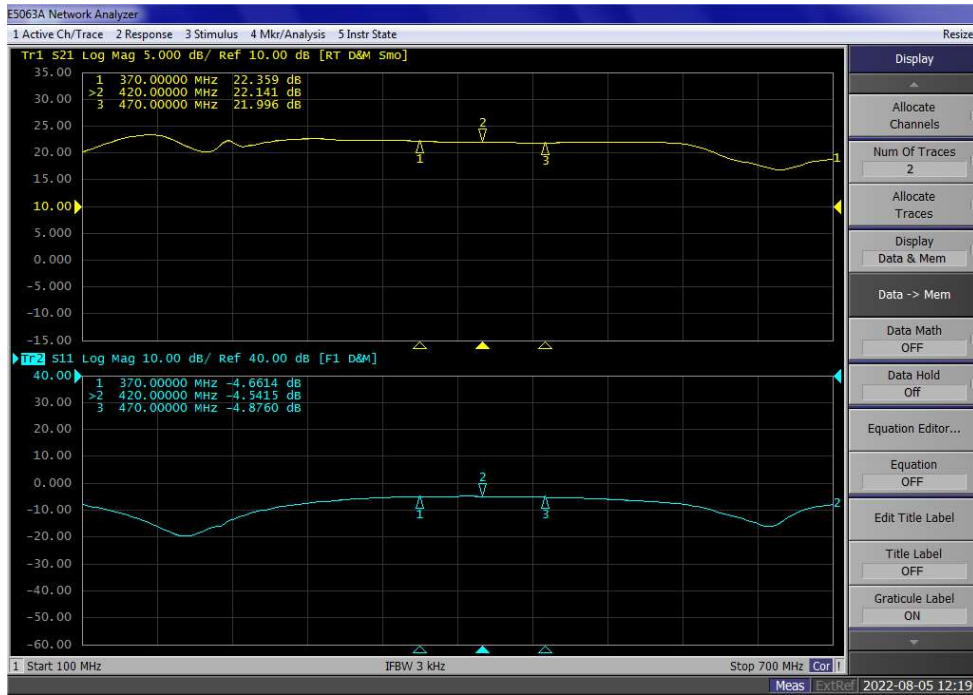 E5063A Network Analyzer
1 Active Ch/Trace 2 Response 3 Stimulus 4 Mkr/Analysis 5 Instr State
Resize
Tr1 S21 Log Mag 5.000 dB/ Ref 10.00 dB [RT D&M Smo]
35.00
1 370.00000 MHz 22.359 dB
>2 420.00000 MHz 22.141 dB
3 470.00000 MHz 21.996 dB
30.00
25.00
20.00
15.00
10.00
5.000
0.000
-5.000
-10.00
-15.00
2
1
3
1
Tr2 S11 Log Mag 10.00 dB/ Ref 40.00 dB [F1 D&M]
40.00
1 370.00000 MHz -4.6614 dB
>2 420.00000 MHz -4.5415 dB
3 470.00000 MHz -4.8760 dB
30.00
20.00
10.00
0.000
-10.00
-20.00
-30.00
-40.00
-50.00
-60.00
2
1
3
2
1 Start 100 MHz
IFBW 3 kHz
Stop 700 MHz Cor !
Display
Allocate
Channels
Num Of Traces
2
Allocate
Traces
Display
Data & Mem
Data -> Mem
Data Math
OFF
Data Hold
Off
Equation Editor...
Equation
OFF
Edit Title Label
Title Label
OFF
Graticule Label
ON
Meas ExtRef 2022-08-05 12:19